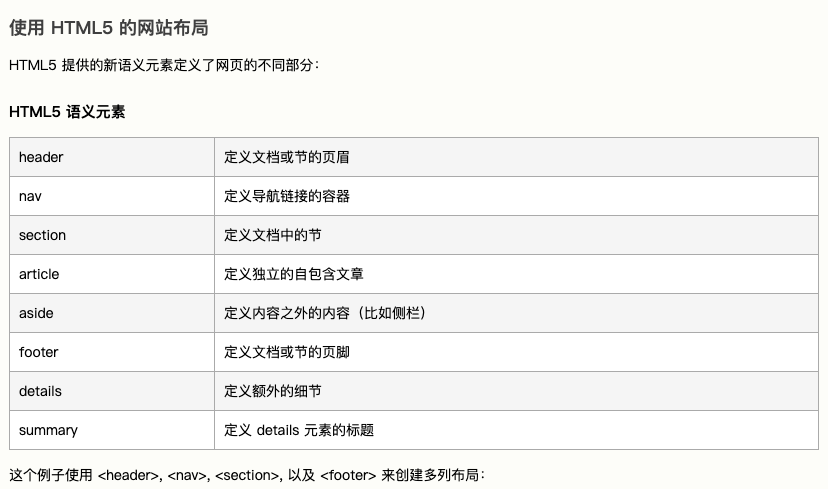 使用 HTML5 的网站布局
HTML5 提供的新语义元素定义了网页的不同部分：
HTML5 语义元素
header 定义文档或节的页眉
nav 定义导航链接的容器
section 定义文档中的节
article 定义独立的自包含文章
aside 定义内容之外的内容（比如侧栏）
footer 定义文档或节的页脚
details 定义额外的细节
summary 定义 details 元素的标题
这个例子使用 <header>, <nav>, <section>, 以及 <footer> 来创建多列布局：